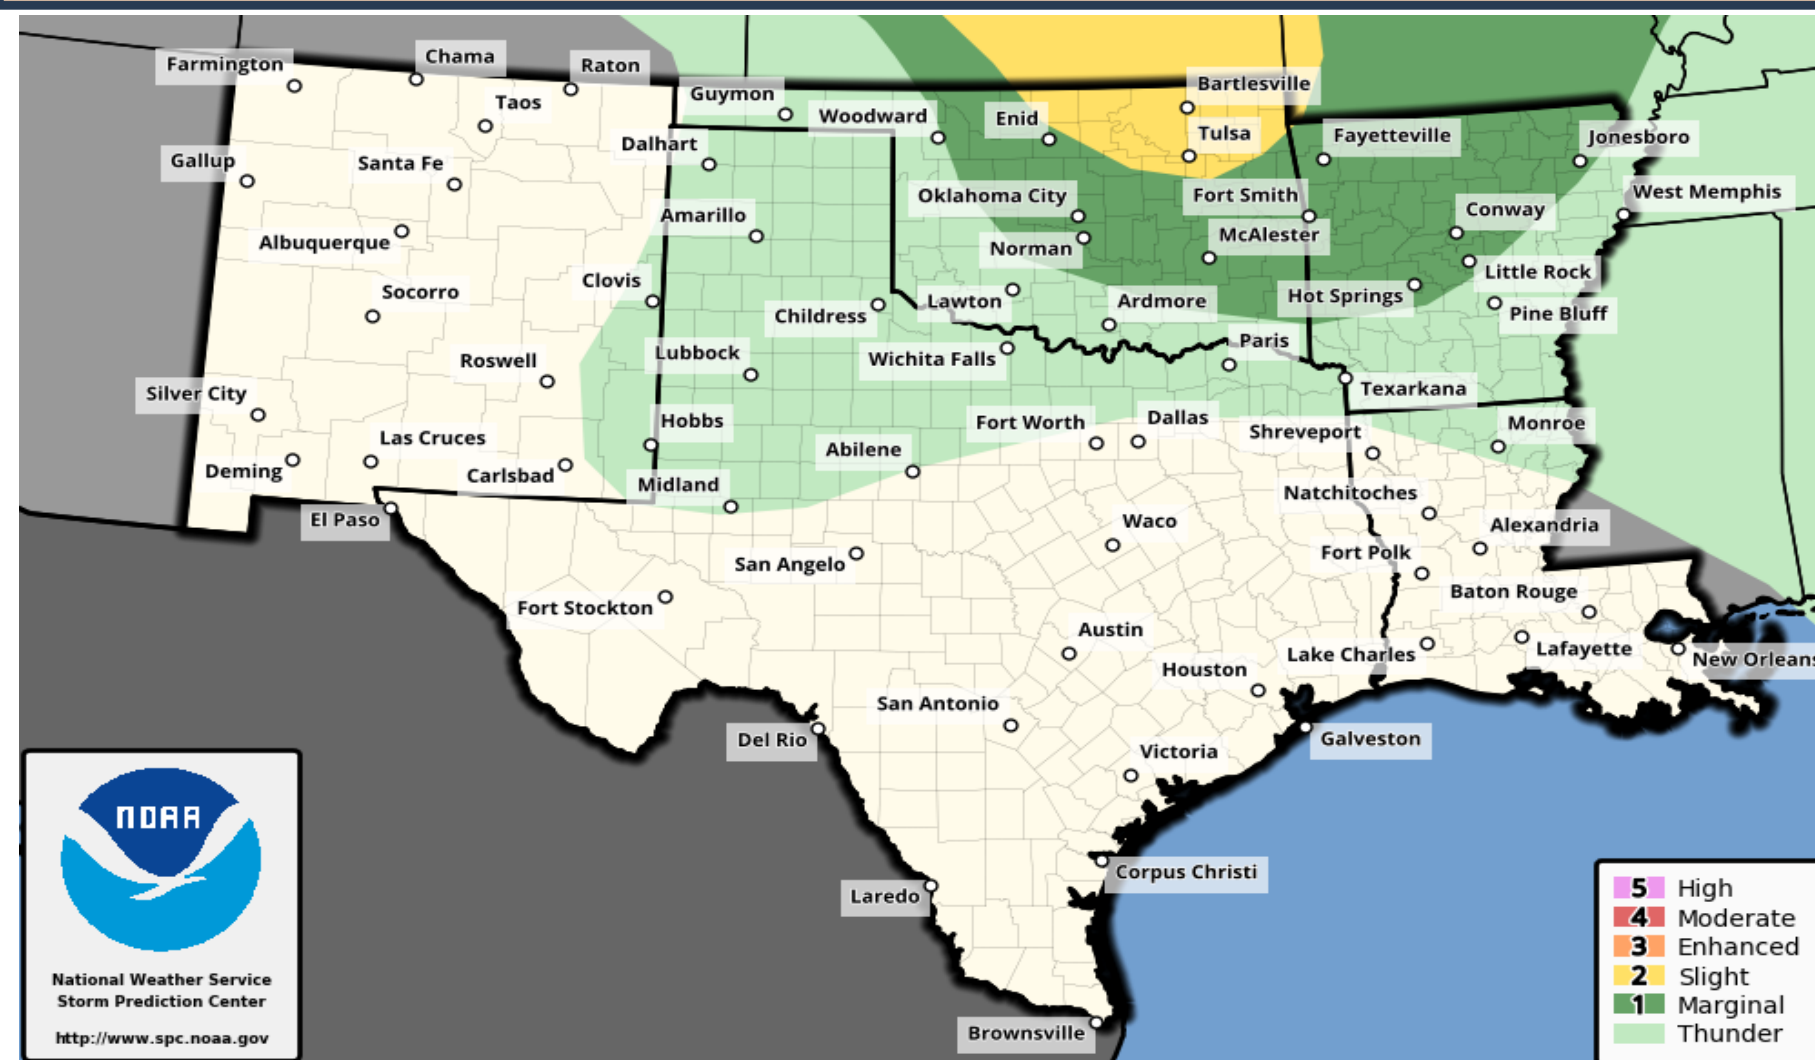 Farmington
Chama
Raton
Taos
Guymon
Woodward
Enid
Bartlesville
Tulsa
Fayetteville
Jonesboro
Gallup
Santa Fe
Dalhart
Amarillo
Oklahoma City
Fort Smith
Conway
West Memphis
Albuquerque
Norman
McAlester
Socorro
Clovis
Childress
Lawton
Ardmore
Hot Springs
Little Rock
Pine Bluff
Roswell
Lubbock
Wichita Falls
Paris
Texarkana
Silver City
Las Cruces
Hobbs
Fort Worth
Dallas
Shreveport
Monroe
Deming
Carlsbad
Midland
Abilene
Natchitoches
El Paso
San Angelo
Waco
Alexandria
Fort Polk
Fort Stockton
Austin
Baton Rouge
Houston
Lake Charles
Lafayette
New Orleans
San Antonio
Del Rio
Victoria
Galveston
Corpus Christi
Laredo
Brownsville
NOAA
National Weather Service
Storm Prediction Center
http://www.spc.noaa.gov
5 High
4 Moderate
3 Enhanced
2 Slight
1 Marginal
Thunder